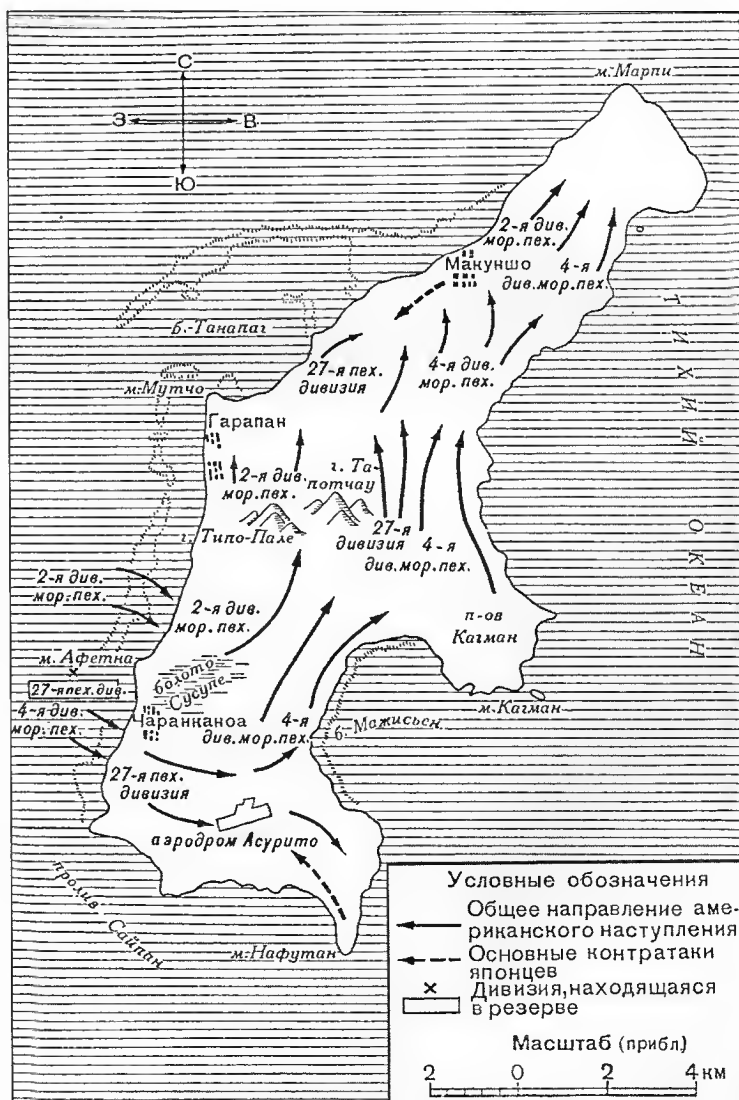 С
З В
Ю
м. Марпи
2-я див.
мор. пех.
Макуншо
4-я
див. мор. пех.
б. Танапаг
27-я пех.
дивизия
4-я див.
мор. пех.
ТИХИЙ ОКЕАН
м. Мутчо
Гарапан
2-я див.
мор. пех.
г. Та-
потчау
г. Типо-Пале
27-я
дивизия
4-я
див. мор. пех.
2-я див.
мор. пех.
2-я див.
мор. пех.
п-ов
Кагман
м. Афетна
болото
Сусупе
27-я пех. див.
м. Кагман
4-я див.
мор. пех.
Чаранканоа
4-я
див. мор. пех.
б. Мажисьен
27-я пех.
дивизия
аэродром Асурито
пролив Сайпан
м. Нафутан
Условные обозначения
Общее направление аме-
риканского наступления
Основные контратаки
японцев
Дивизия, находящаяся
в резерве
Масштаб (прибл.)
2 0 2 4 км